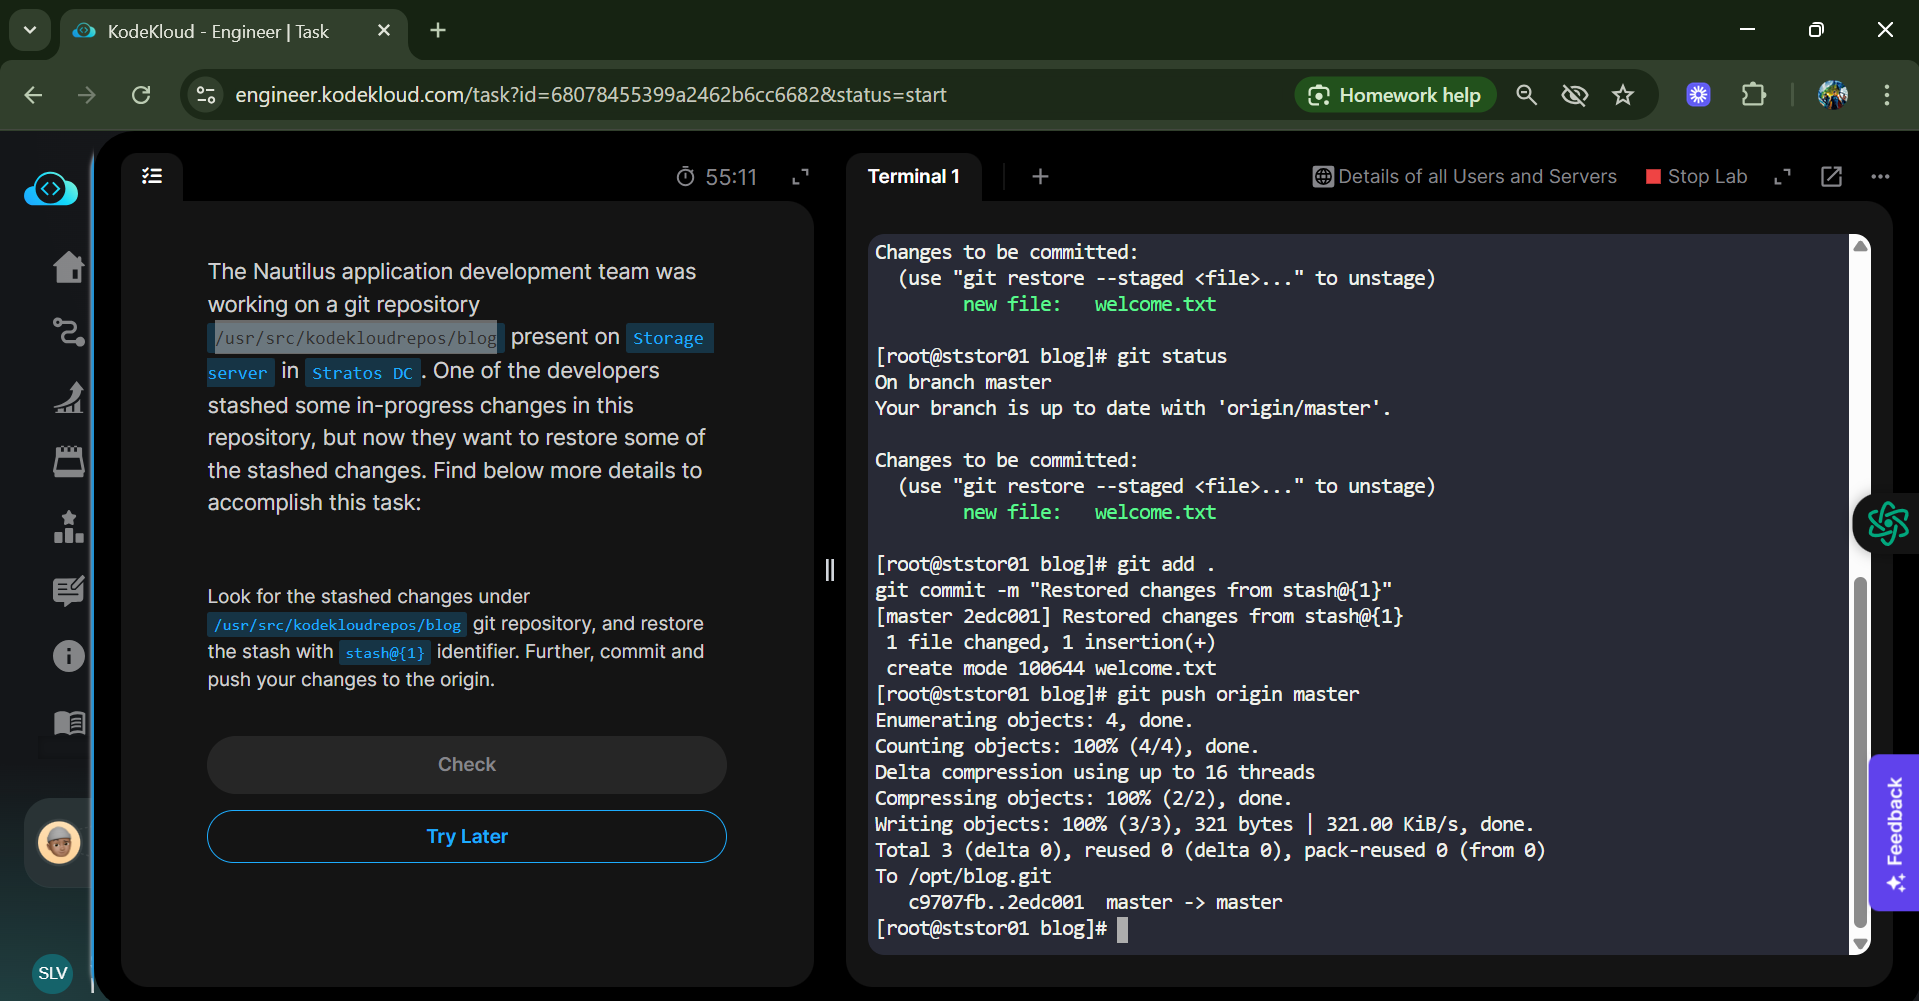 KodeKloud - Engineer | Task
engineer.kodekloud.com/task?id=68078455399a2462b6cc6682&status=start
Homework help
55:11
Terminal 1
Details of all Users and Servers
Stop Lab
The Nautilus application development team was
working on a git repository
/usr/src/kodekloudrepos/blog present on Storage
server in Stratos DC. One of the developers
stashed some in-progress changes in this
repository, but now they want to restore some of
the stashed changes. Find below more details to
accomplish this task:
Look for the stashed changes under
/usr/src/kodekloudrepos/blog git repository, and restore
the stash with stash@{1} identifier. Further, commit and
push your changes to the origin.
Check
Try Later
SLV
Changes to be committed:
  (use "git restore --staged <file>..." to unstage)
        new file:   welcome.txt
[root@ststor01 blog]# git status
On branch master
Your branch is up to date with 'origin/master'.
Changes to be committed:
  (use "git restore --staged <file>..." to unstage)
        new file:   welcome.txt
[root@ststor01 blog]# git add .
git commit -m "Restored changes from stash@{1}"
[master 2edc001] Restored changes from stash@{1}
 1 file changed, 1 insertion(+)
 create mode 100644 welcome.txt
[root@ststor01 blog]# git push origin master
Enumerating objects: 4, done.
Counting objects: 100% (4/4), done.
Delta compression using up to 16 threads
Compressing objects: 100% (2/2), done.
Writing objects: 100% (3/3), 321 bytes | 321.00 KiB/s, done.
Total 3 (delta 0), reused 0 (delta 0), pack-reused 0 (from 0)
To /opt/blog.git
   c9707fb..2edc001  master -> master
[root@ststor01 blog]#
Feedback